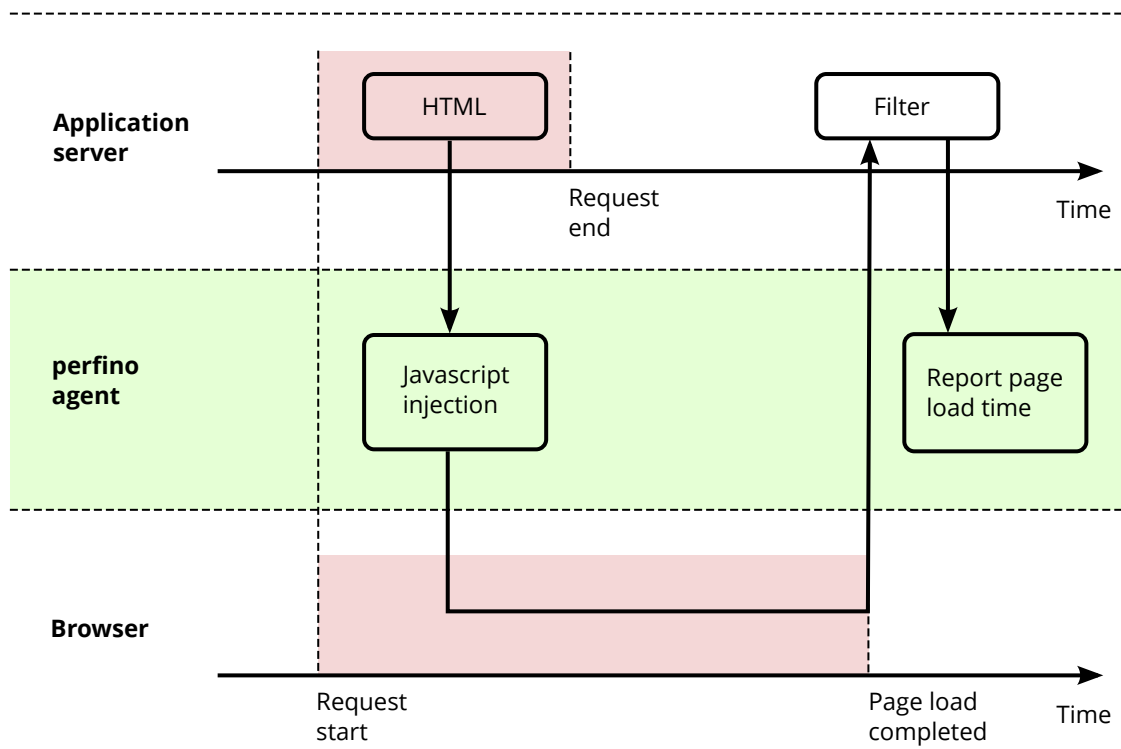 HTML
Filter
Application
server
Request
end
Time
perfino
agent
Javascript
injection
Report page
load time
Browser
Request
start
Page load
completed
Time